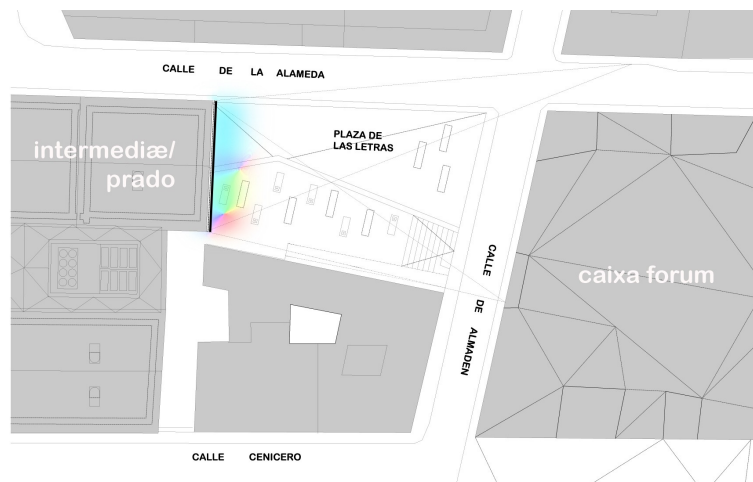 CALLE DE LA ALAMEDA
PLAZA DE
LAS LETRAS
intermediæ/
prado
caixa forum
CALLE DE ALMADEN
CALLE CENICERO